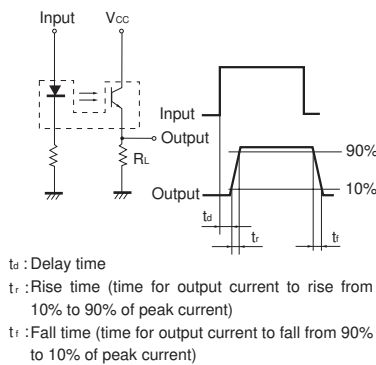 Input
Vcc
Output
RL
Input
Output
90%
10%
td
tr
tf
td : Delay time
tr : Rise time (time for output current to rise from
10% to 90% of peak current)
tf : Fall time (time for output current to fall from 90%
to 10% of peak current)